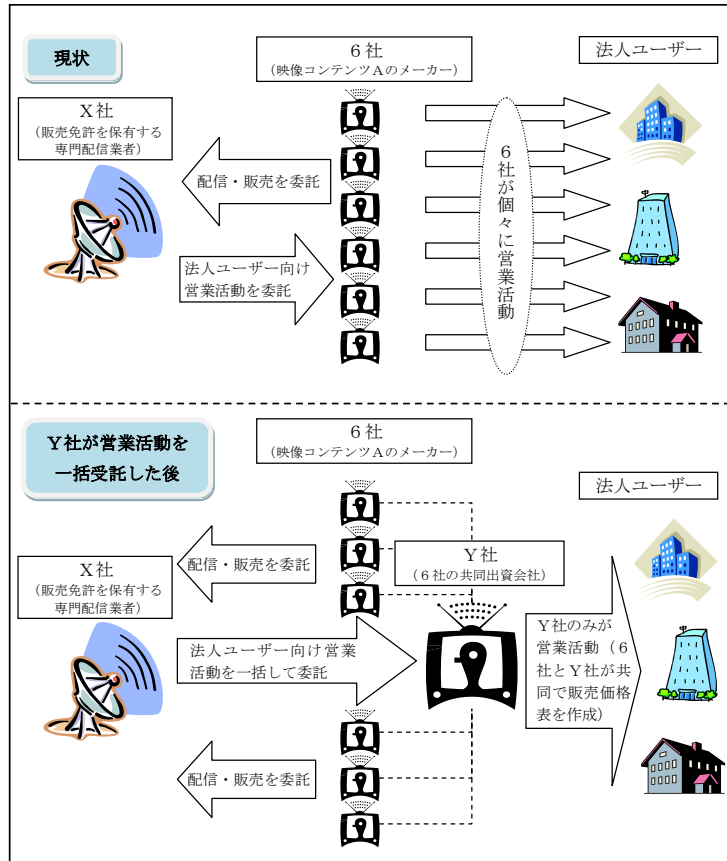 現状
6社
(映像コンテンツAのメーカー)
法人ユーザー
X社
(販売免許を保有する
専門配信業者)
配信・販売を委託
法人ユーザー向け
営業活動を委託
6社が個々に営業活動
Y社が営業活動を
一括受託した後
6社
(映像コンテンツAのメーカー)
法人ユーザー
X社
(販売免許を保有する
専門配信業者)
配信・販売を委託
Y社
(6社の共同出資会社)
法人ユーザー向け営業
活動を一括して委託
Y社のみが
営業活動(6
社とY社が共
同で販売価格
表を作成)
配信・販売を委託